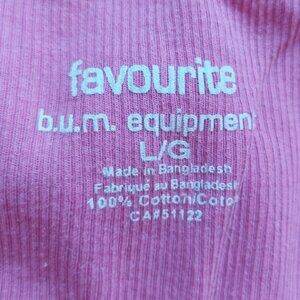 favourite
b.u.m. equipment
L/G
Made in Bangladesh
Fabriqué au Bangladesh
100% Cotton/Coton
CA#51122